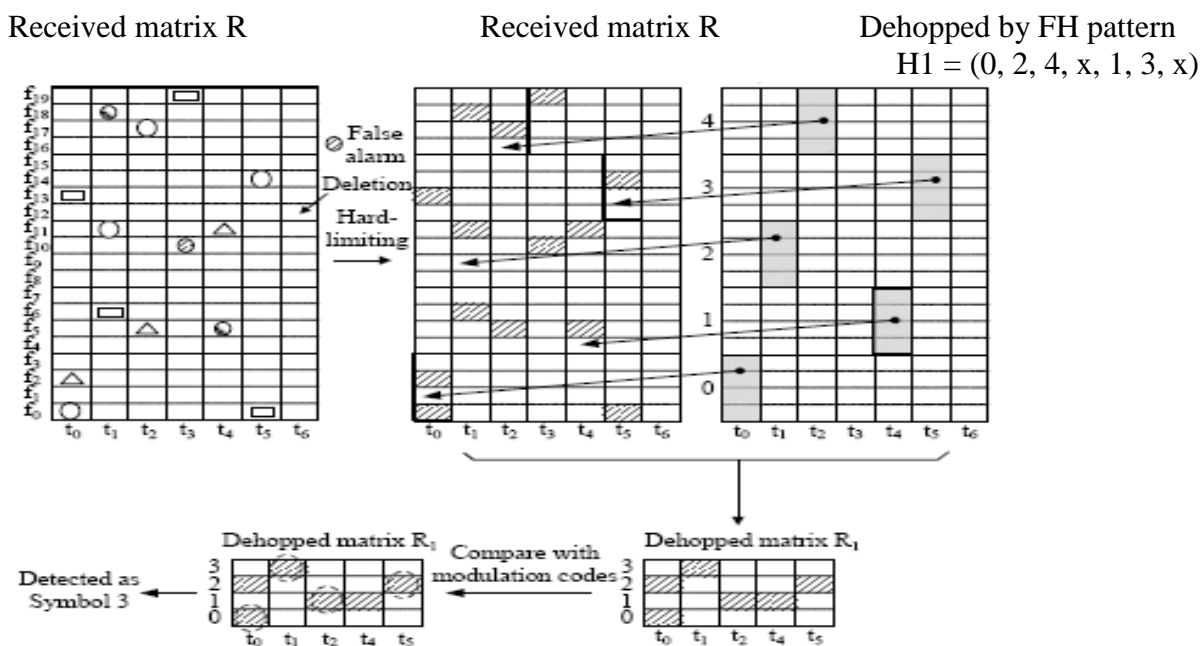 Received matrix R
Received matrix R
Dehopped by FH pattern
H1 = (0, 2, 4, x, 1, 3, x)
f19
f18
f17
f16
f15
f14
f13
f12
f11
f10
f9
f8
f7
f6
f5
f4
f3
f2
f1
f0
t0 t1 t2 t3 t4 t5 t6
False
alarm
Deletion
Hard-
limiting
t0 t1 t2 t3 t4 t5 t6
4
3
2
1
0
t0 t1 t2 t3 t4 t5 t6
Dehopped matrix R1
3
2
1
0
t0 t1 t2 t4 t5
Compare with
modulation codes
Dehopped matrix R1
3
2
1
0
t0 t1 t2 t4 t5
Detected as
Symbol 3